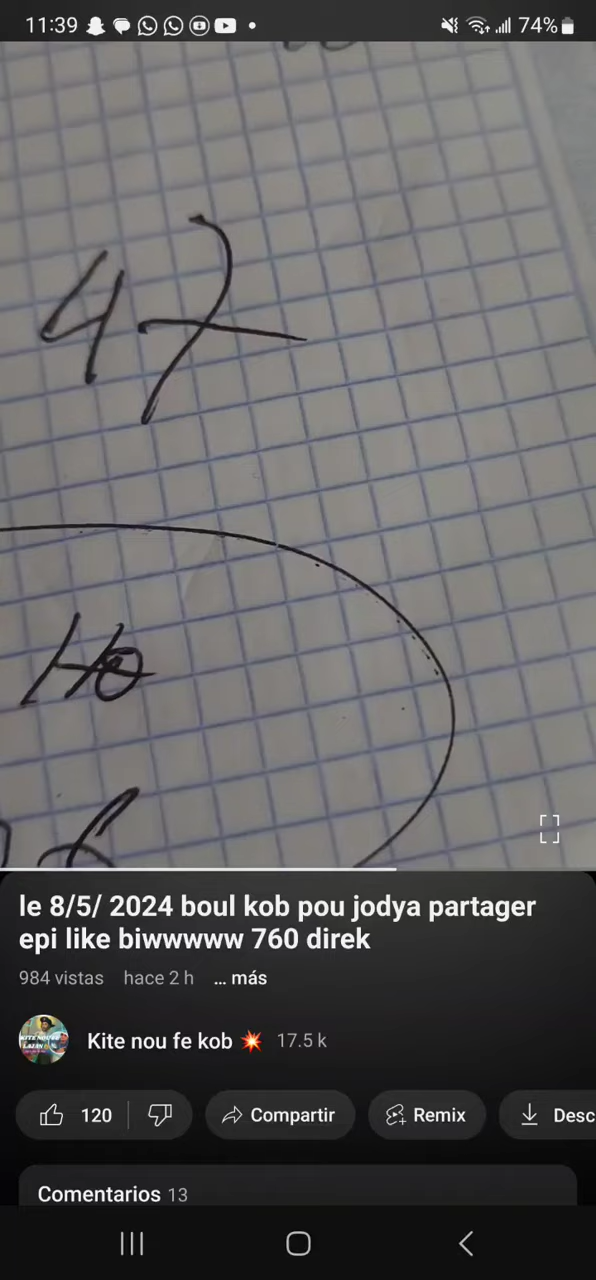 11:39
74%
47
40
le 8/5/ 2024 boul kob pou jodya partager
epi like biwwwww 760 direk
984 vistas hace 2 h ... más
Kite nou fe kob 💥 17.5 k
120 Compartir Remix Desc
Comentarios 13